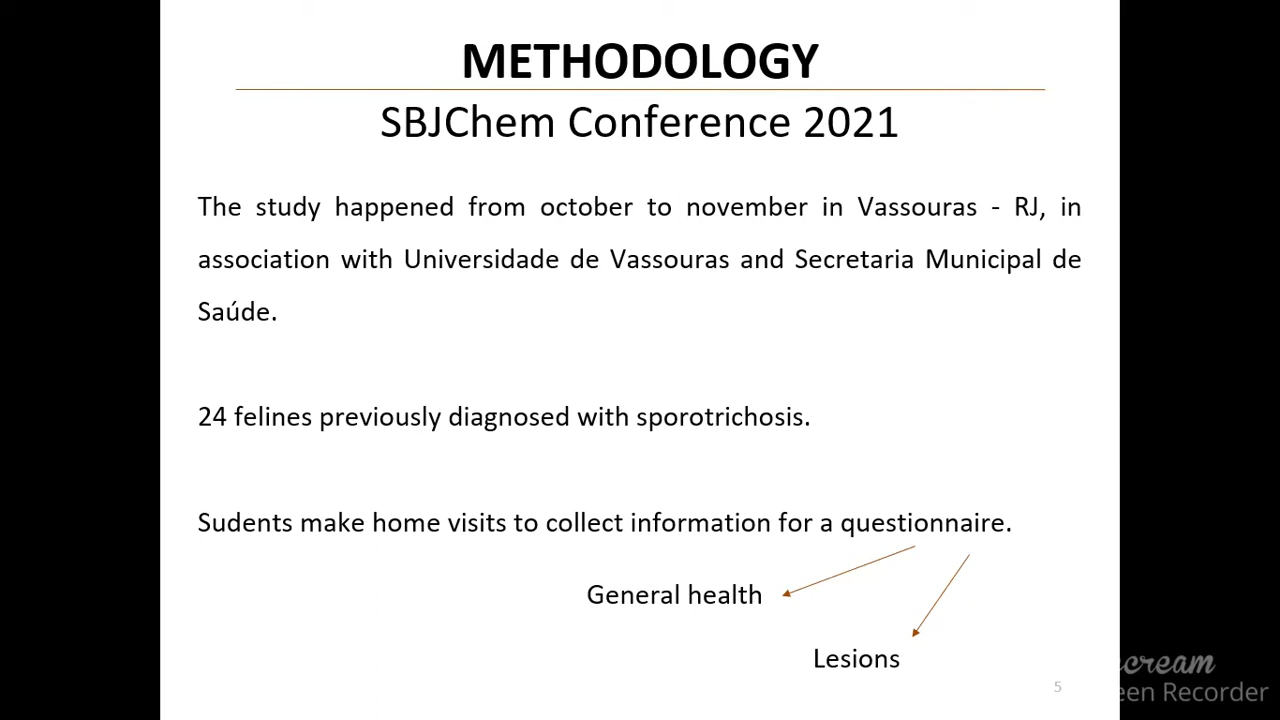 METHODOLOGY
SBJChem Conference 2021
The study happened from october to november in Vassouras - RJ, in
association with Universidade de Vassouras and Secretaria Municipal de
Saúde.
24 felines previously diagnosed with sporotrichosis.
Sudents make home visits to collect information for a questionnaire.
General health
Lesions
5
Recorder